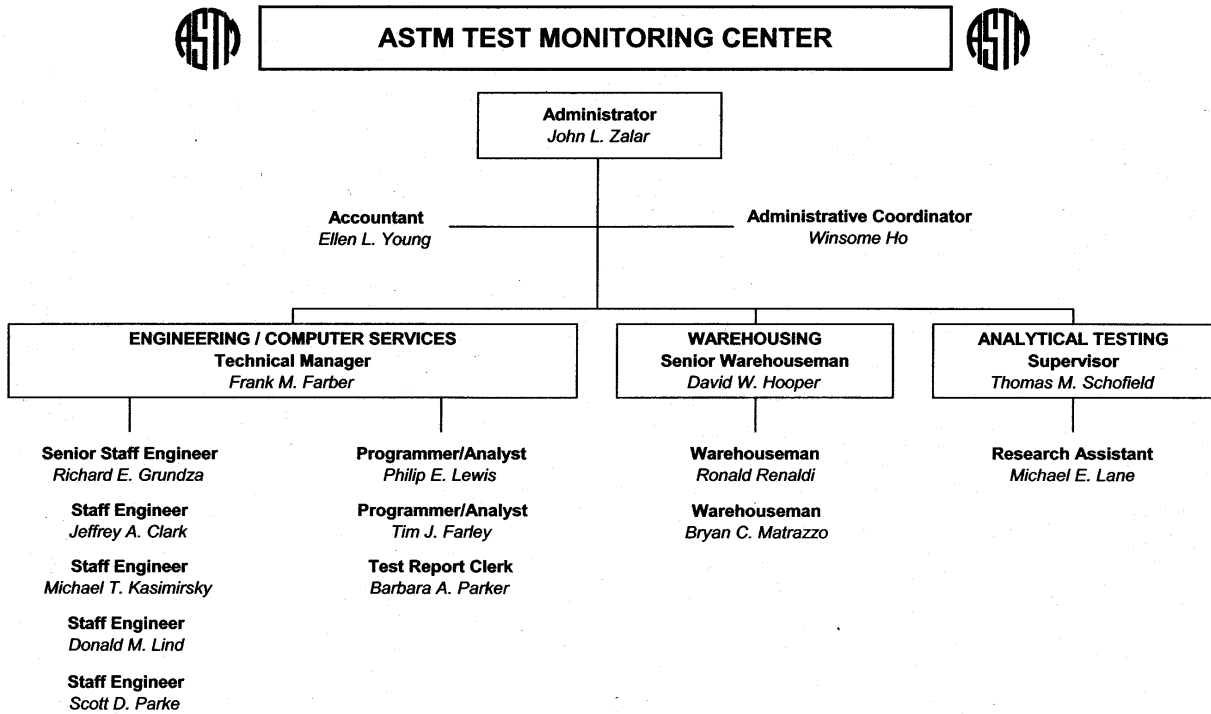 ASTM
ASTM TEST MONITORING CENTER
ASTM
Administrator
John L. Zalar
Accountant
Ellen L. Young
Administrative Coordinator
Winsome Ho
ENGINEERING / COMPUTER SERVICES
Technical Manager
Frank M. Farber
WAREHOUSING
Senior Warehouseman
David W. Hooper
ANALYTICAL TESTING
Supervisor
Thomas M. Schofield
Senior Staff Engineer
Richard E. Grundza
Staff Engineer
Jeffrey A. Clark
Staff Engineer
Michael T. Kasimirsky
Staff Engineer
Donald M. Lind
Staff Engineer
Scott D. Parke
Programmer/Analyst
Philip E. Lewis
Programmer/Analyst
Tim J. Farley
Test Report Clerk
Barbara A. Parker
Warehouseman
Ronald Renaldi
Warehouseman
Bryan C. Matrazzo
Research Assistant
Michael E. Lane